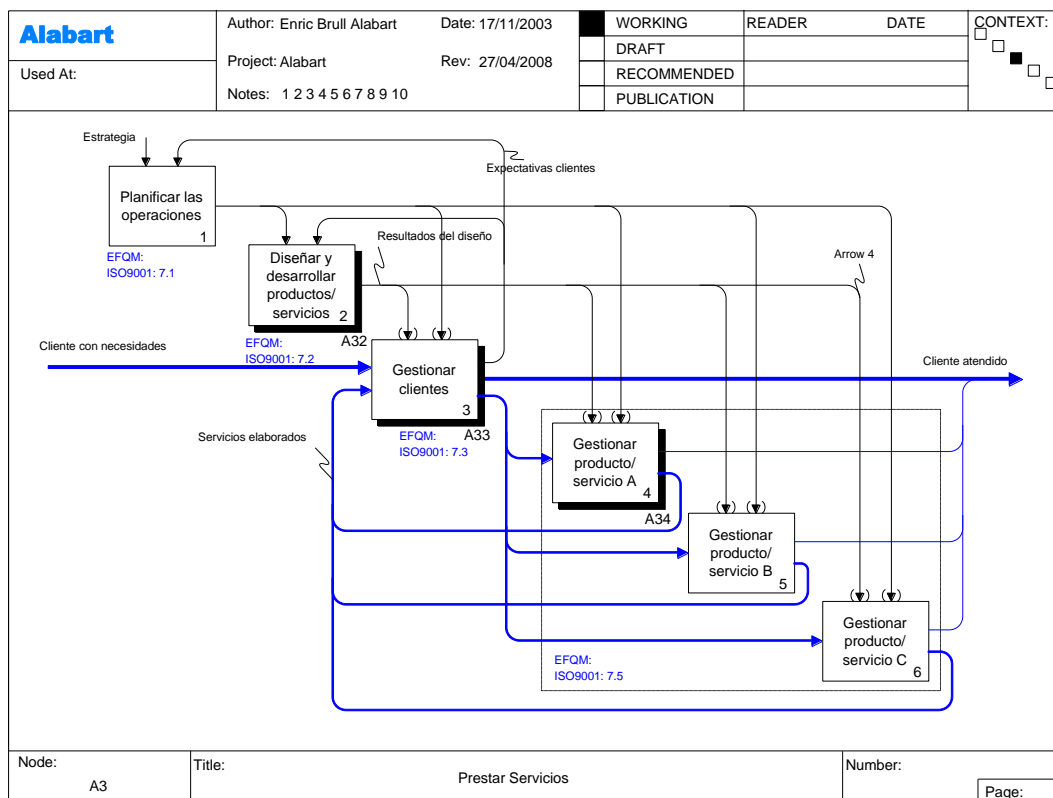 Alabart
Used At:
Author: Enric Brull Alabart
Date: 17/11/2003
Project: Alabart
Rev: 27/04/2008
Notes: 1 2 3 4 5 6 7 8 9 10
WORKING
DRAFT
RECOMMENDED
PUBLICATION
READER
DATE
CONTEXT:
Estrategia
Expectativas clientes
Planificar las
operaciones
1
EFQM:
ISO9001: 7.1
Resultados del diseño
Arrow 4
Diseñar y
desarrollar
productos/
servicios
2
A32
EFQM:
ISO9001: 7.2
Cliente con necesidades
Cliente atendido
Gestionar
clientes
3
A33
EFQM:
ISO9001: 7.3
Servicios elaborados
Gestionar
producto/
servicio A
4
A34
Gestionar
producto/
servicio B
5
Gestionar
producto/
servicio C
6
EFQM:
ISO9001: 7.5
Node:
A3
Title:
Prestar Servicios
Number:
Page: